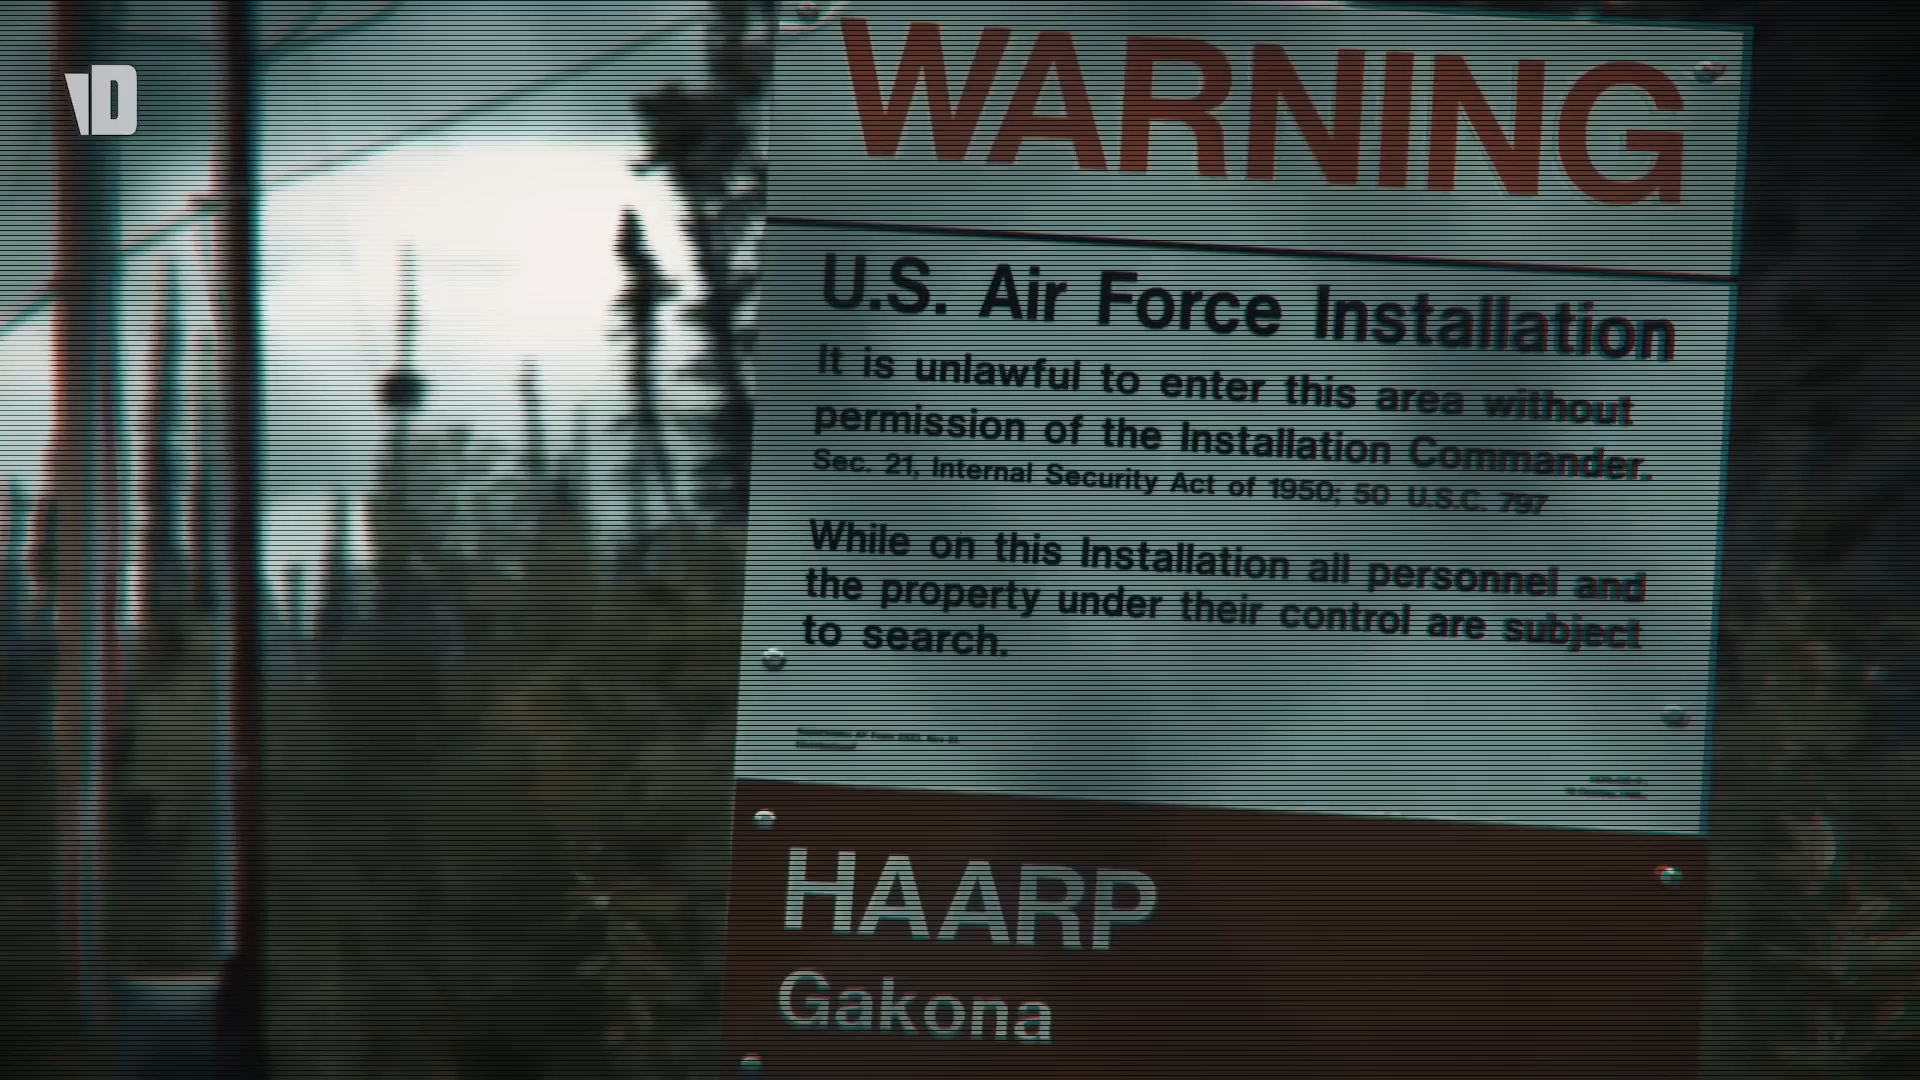 D
WARNING
U.S. Air Force Installation
It is unlawful to enter this area without
permission of the Installation Commander.
Sec. 21, Internal Security Act of 1950; 50 U.S.C. 797
While on this Installation all personnel and
the property under their control are subject
to search.
HAARP
Gakona